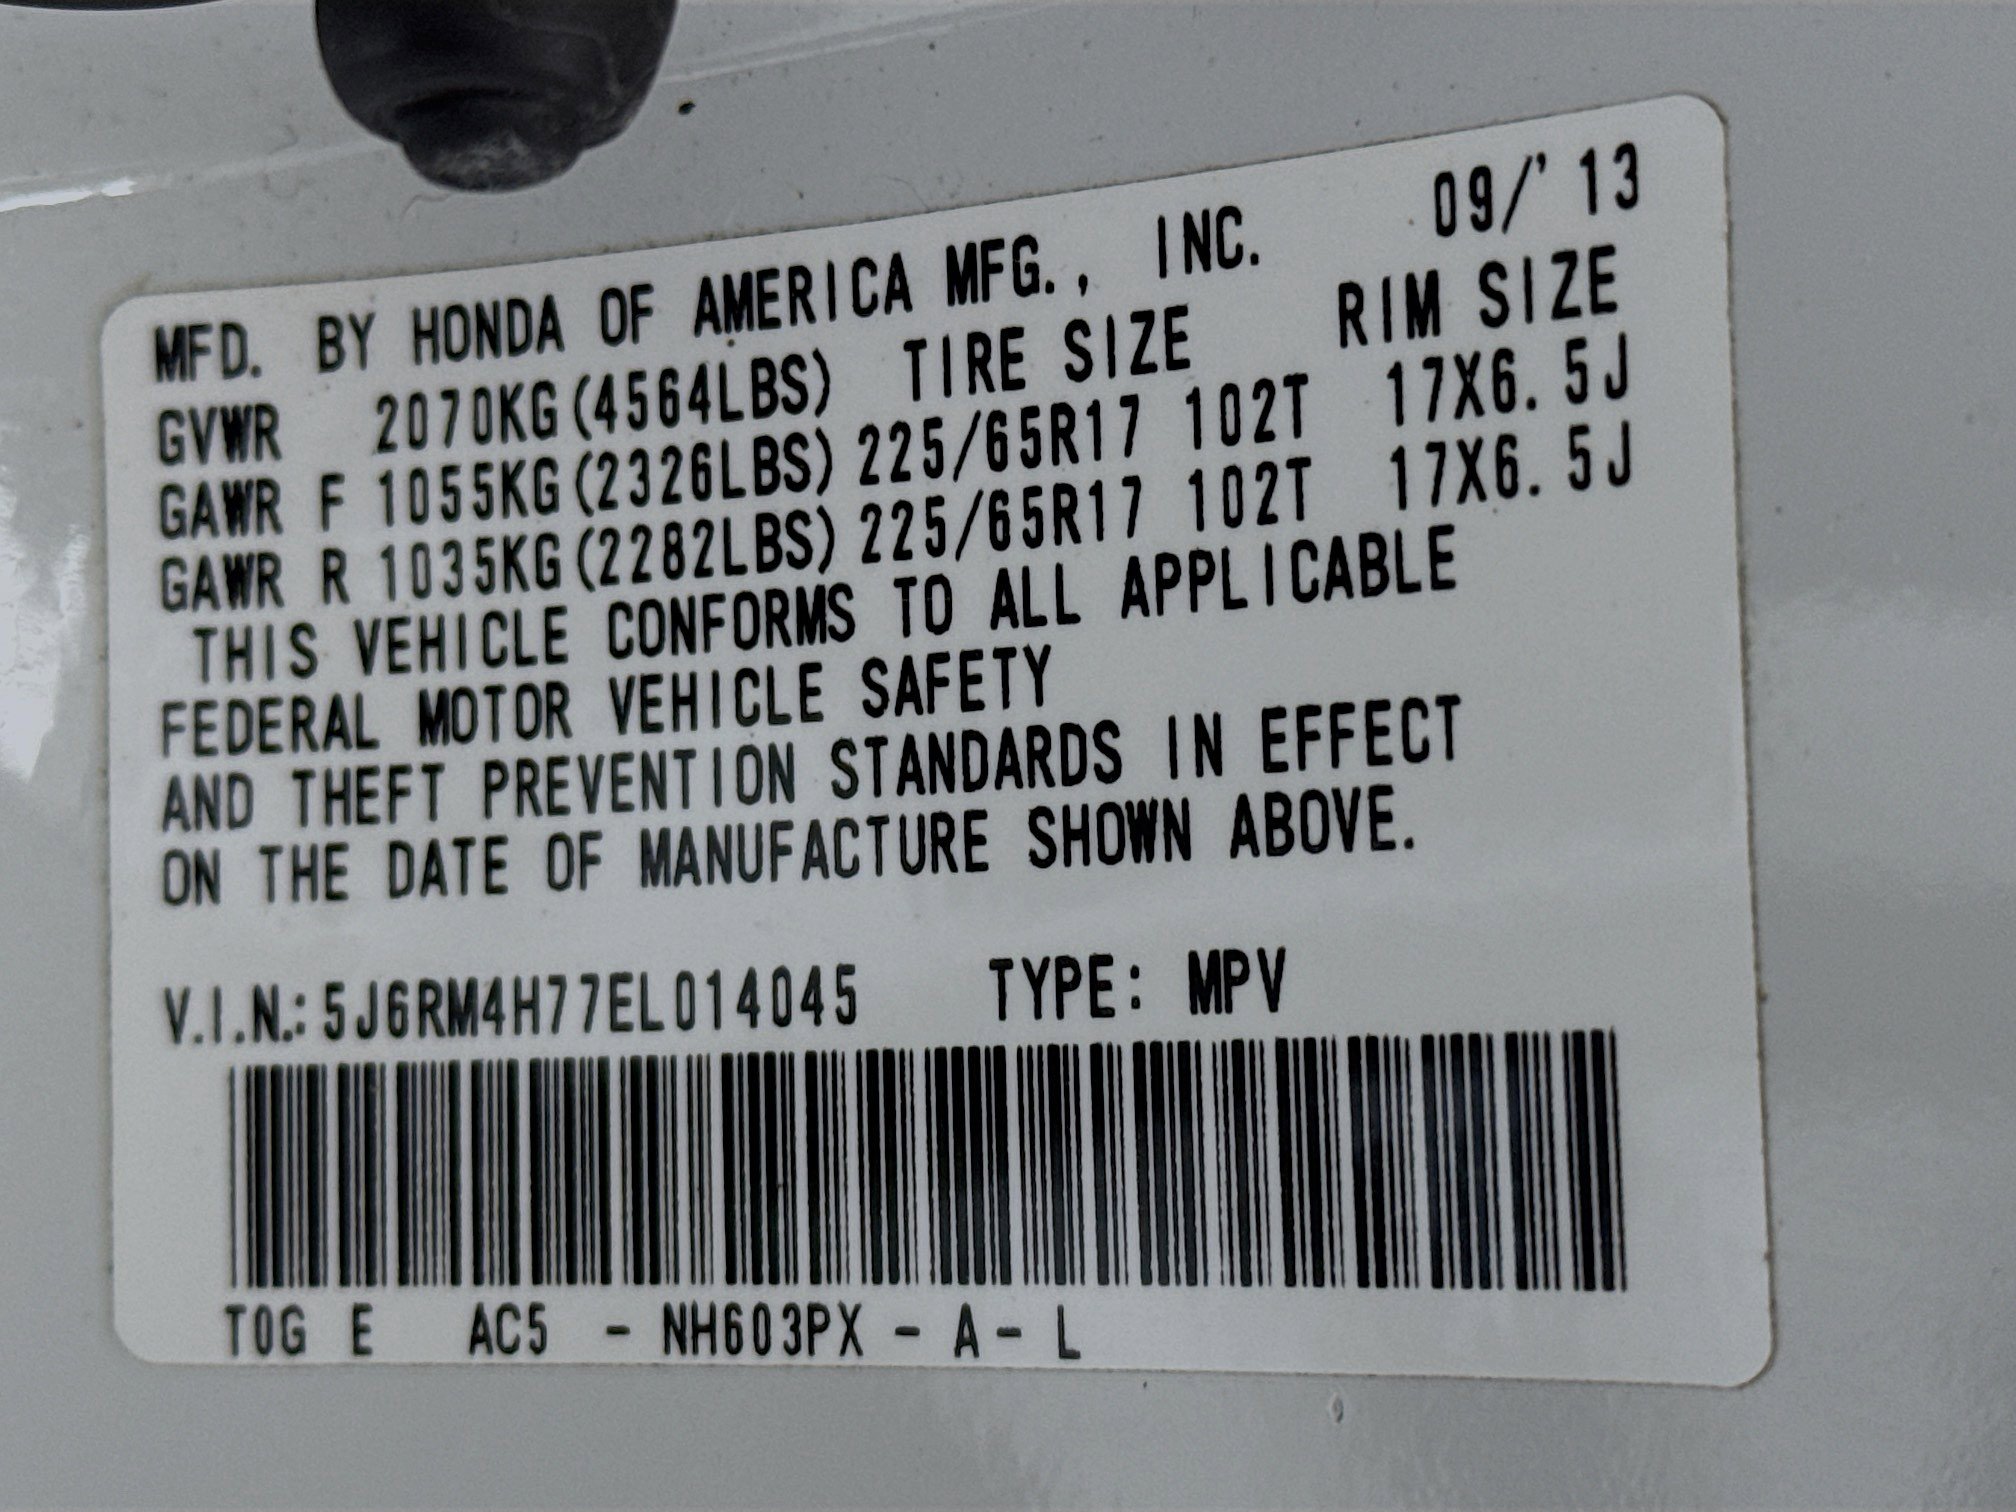 09/'13
MFD. BY HONDA OF AMERICA MFG., INC.
GVWR 2070KG(4564LBS) TIRE SIZE RIM SIZE
GAWR F 1055KG(2326LBS) 225/65R17 102T 17X6.5J
GAWR R 1035KG(2282LBS) 225/65R17 102T 17X6.5J
THIS VEHICLE CONFORMS TO ALL APPLICABLE
FEDERAL MOTOR VEHICLE SAFETY
AND THEFT PREVENTION STANDARDS IN EFFECT
ON THE DATE OF MANUFACTURE SHOWN ABOVE.
V.I.N.: 5J6RM4H77EL014045 TYPE: MPV
T0G E AC5 - NH603PX - A - L